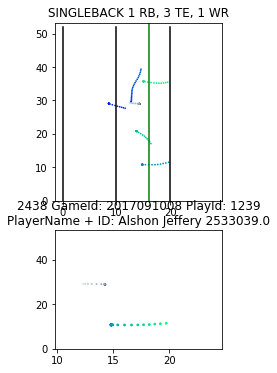 SINGLEBACK 1 RB, 3 TE, 1 WR
50
40
30
20
10
0
0 10 20
2438 GameId: 2017091008 PlayId: 1239
PlayerName + ID: Alshon Jeffery 2533039.0
40
20
0
10 15 20